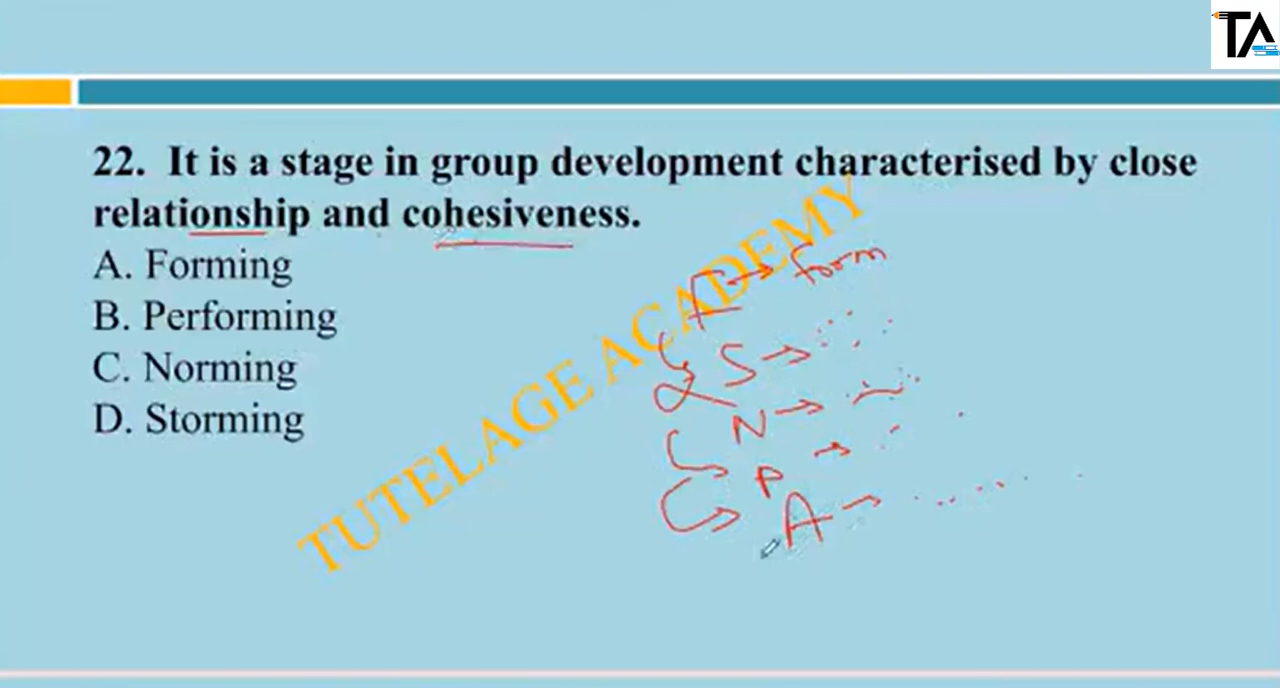 TA
22. It is a stage in group development characterised by close
relationship and cohesiveness.
A. Forming
B. Performing
C. Norming
D. Storming
TUTELAGE ACADEMY
F → form
S →
N →
P →
A →